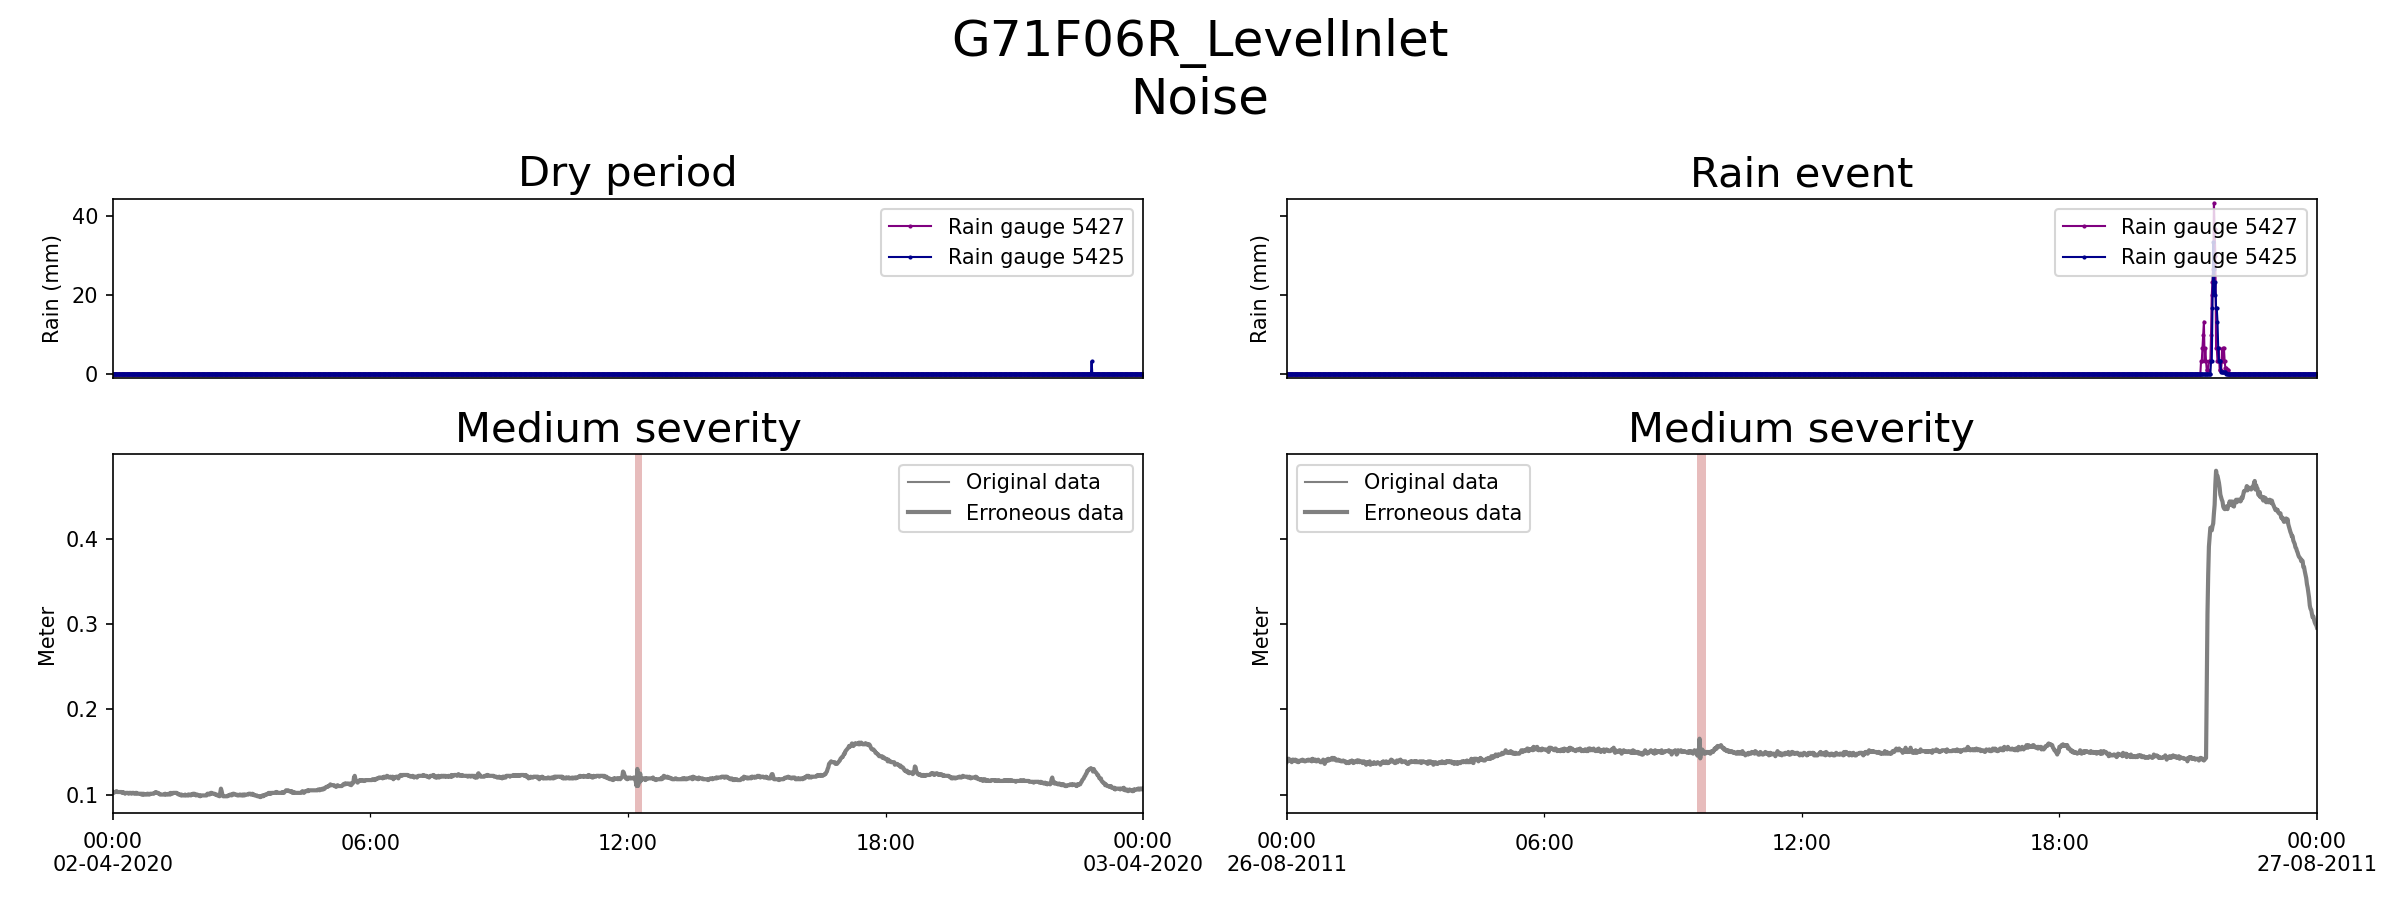 G71F06R_LevelInlet
Noise
Dry period
Rain event
40
20
0
Rain (mm)
Rain gauge 5427
Rain gauge 5425
Rain (mm)
Rain gauge 5427
Rain gauge 5425
Medium severity
Medium severity
0.4
0.3
0.2
0.1
Meter
Original data
Erroneous data
Meter
Original data
Erroneous data
00:00 06:00 12:00 18:00 00:00
02-04-2020 03-04-2020
00:00 06:00 12:00 18:00 00:00
26-08-2011 27-08-2011